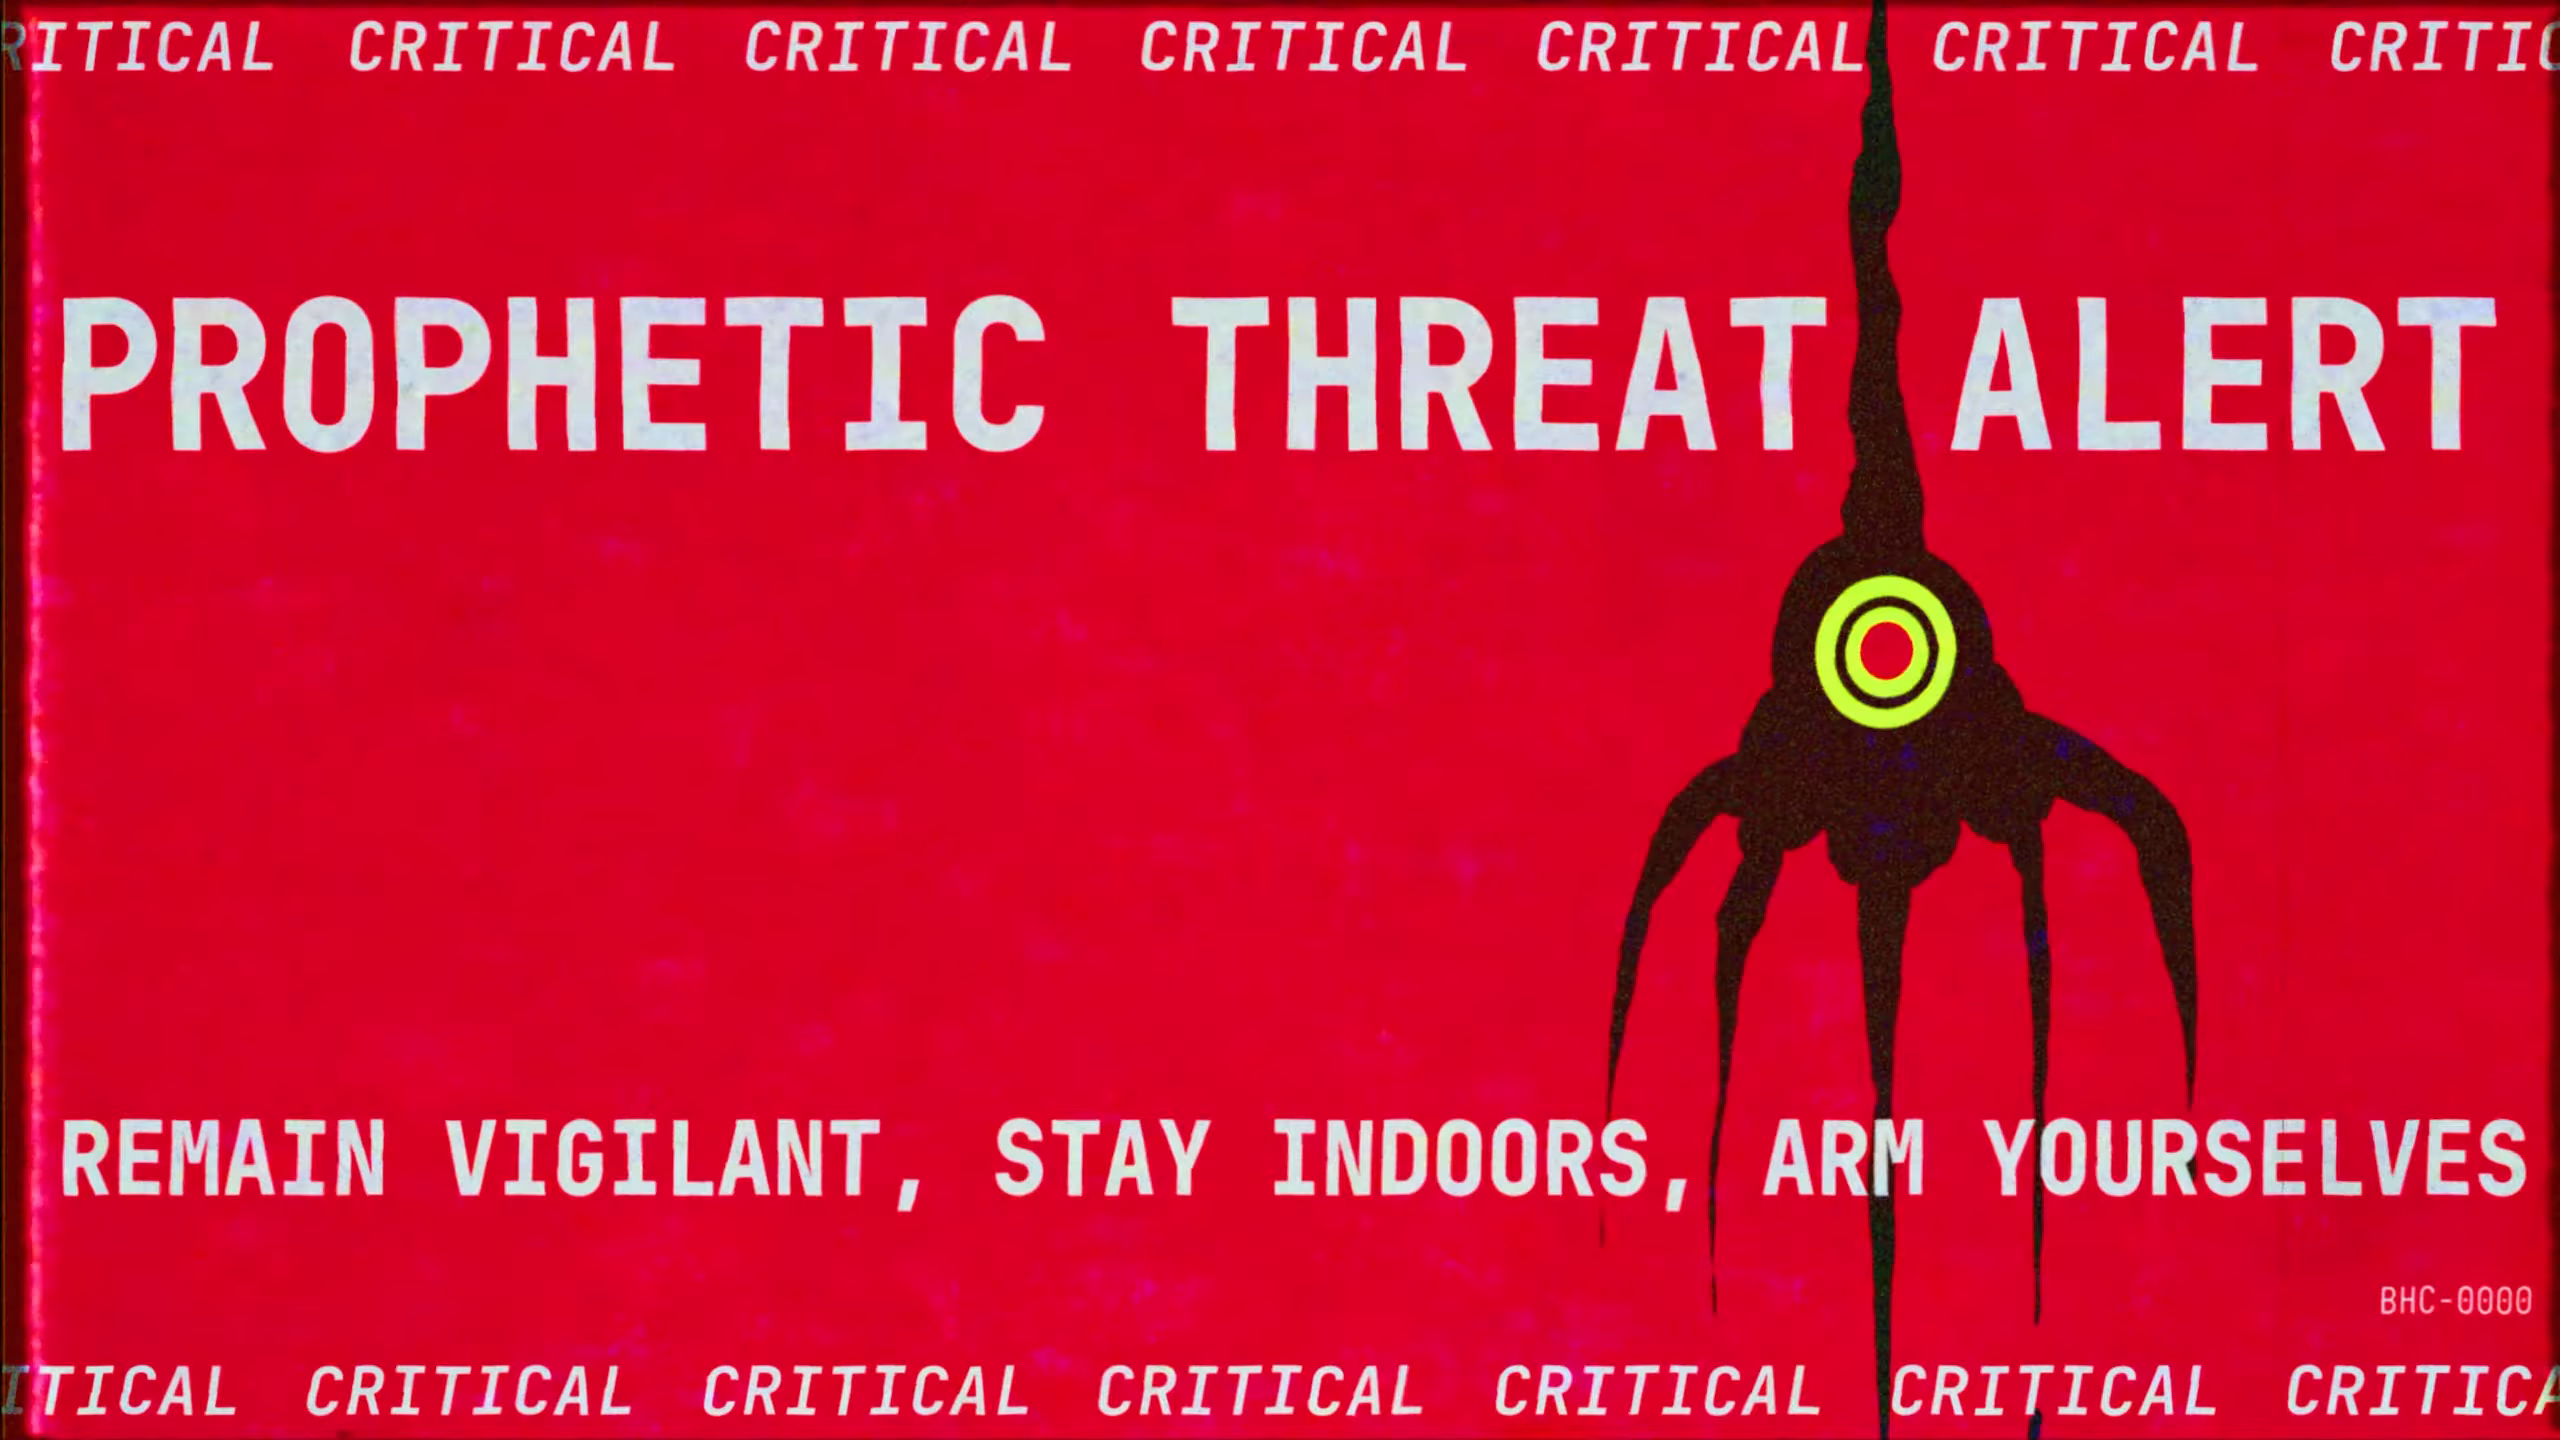 RITICAL CRITICAL CRITICAL CRITICAL CRITICAL CRITICAL CRITIC
PROPHETIC THREAT ALERT
REMAIN VIGILANT, STAY INDOORS, ARM YOURSELVES
BHC-0000
ITICAL CRITICAL CRITICAL CRITICAL CRITICAL CRITICAL CRITICA